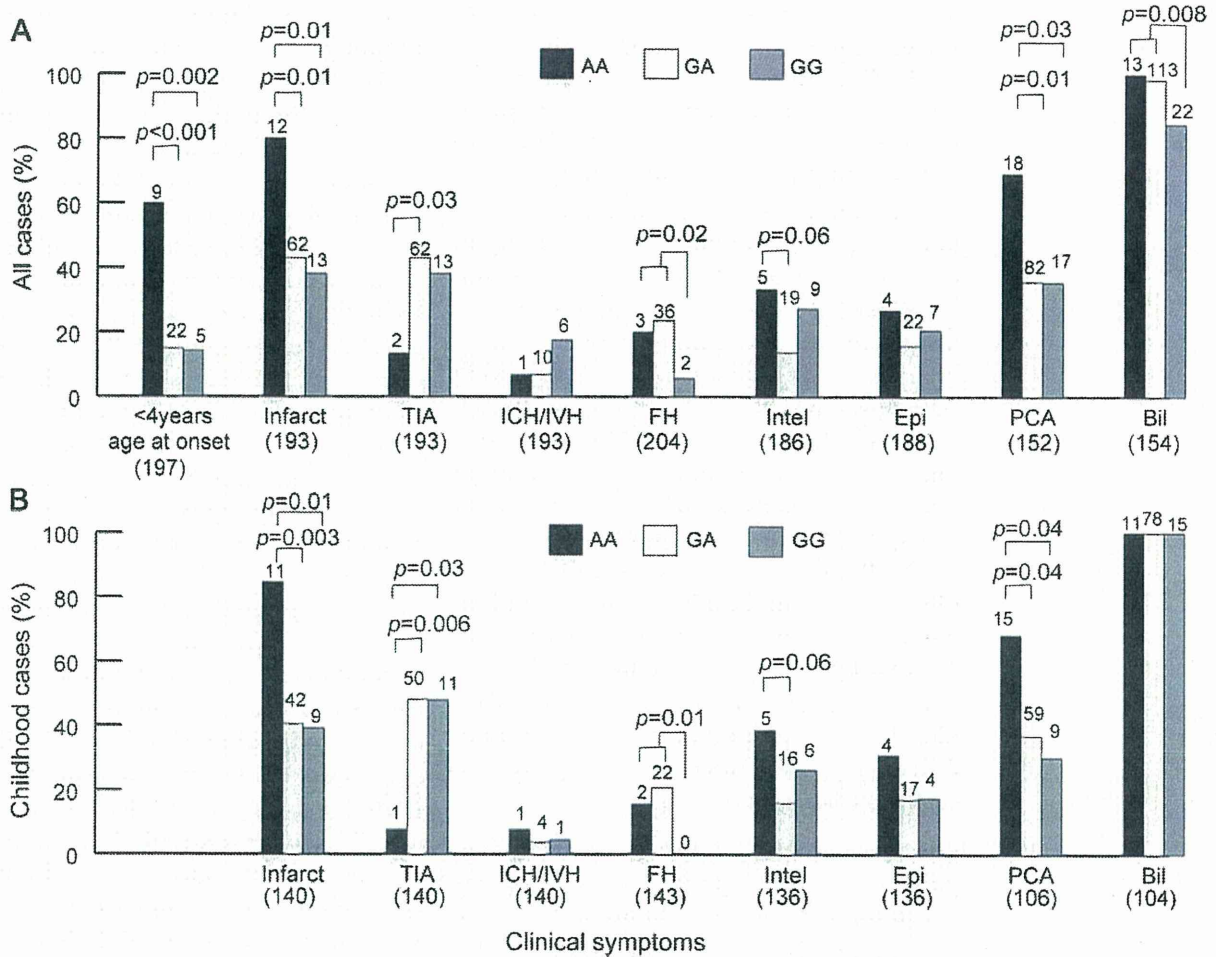 A
p=0.01
p=0.03
p=0.008
p=0.002
p=0.01
AA GA GG
p=0.01
p<0.001
p=0.03
p=0.02
p=0.06
All cases (%)
100
80
60
40
20
0
9 22 5
12 62 13
2 62 13
1 10 6
3 36 2
5 19 9
4 22 7
18 82 17
13 113 22
<4years Infarct TIA ICH/IVH FH Intel Epi PCA Bil
age at onset (193) (193) (193) (204) (186) (188) (152) (154)
(197)
B
p=0.01
p=0.003
AA GA GG
p=0.04
p=0.04
p=0.03
p=0.006
p=0.01
p=0.06
Childhood cases (%)
100
80
60
40
20
0
11 42 9
1 50 11
1 4 1
2 22 0
5 16 6
4 17 4
15 59 9
11 78 15
Infarct TIA ICH/IVH FH Intel Epi PCA Bil
(140) (140) (140) (143) (136) (136) (106) (104)
Clinical symptoms